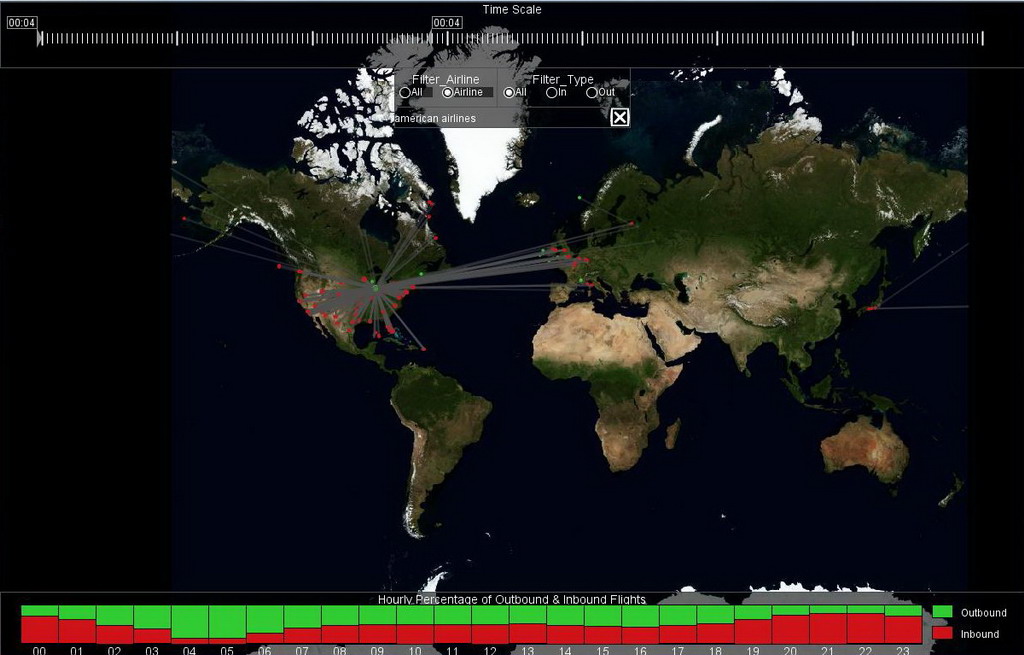 Time Scale
00:04 00:04
Filter_Airline Filter_Type
All Airline All In Out
american airlines
Hourly Percentage of Outbound & Inbound Flights
Outbound
Inbound
00 01 02 03 04 05 06 07 08 09 10 11 12 13 14 15 16 17 18 19 20 21 22 23